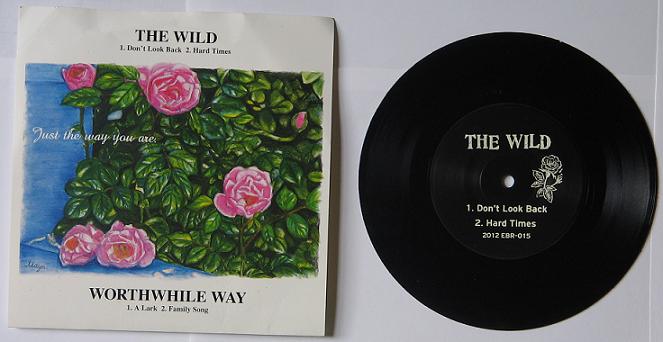 THE WILD
1. Don't Look Back 2. Hard Times
Just the way you are.
WORTHWHILE WAY
1. A Lark 2. Family Song
THE WILD
1. Don't Look Back
2. Hard Times
2012 EBR-015